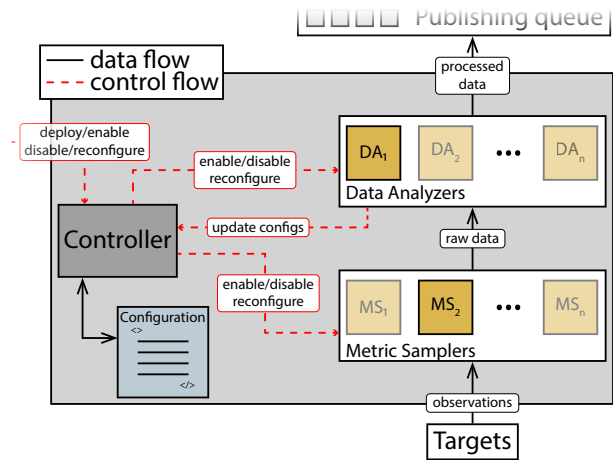 Publishing queue
data flow
control flow
processed
data
deploy/enable
disable/reconfigure
enable/disable
reconfigure
DA1
DA2
•••
DAn
Data Analyzers
update configs
Controller
raw data
enable/disable
reconfigure
MS1
MS2
•••
MSn
Metric Samplers
Configuration
<>
</>
observations
Targets